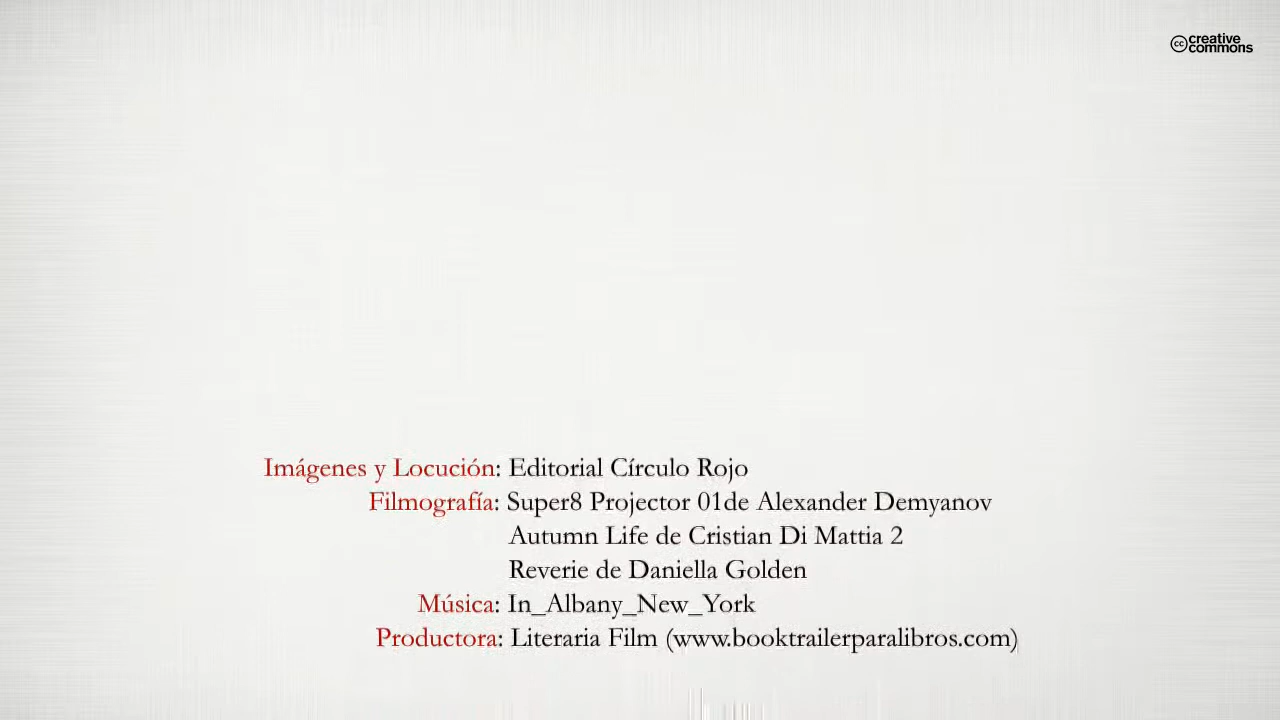 creative
commons
Imágenes y Locución: Editorial Círculo Rojo
Filmografía: Super8 Projector 01de Alexander Demyanov
Autumn Life de Cristian Di Mattia 2
Reverie de Daniella Golden
Música: In_Albany_New_York
Productora: Literaria Film (www.booktrailerparalibros.com)